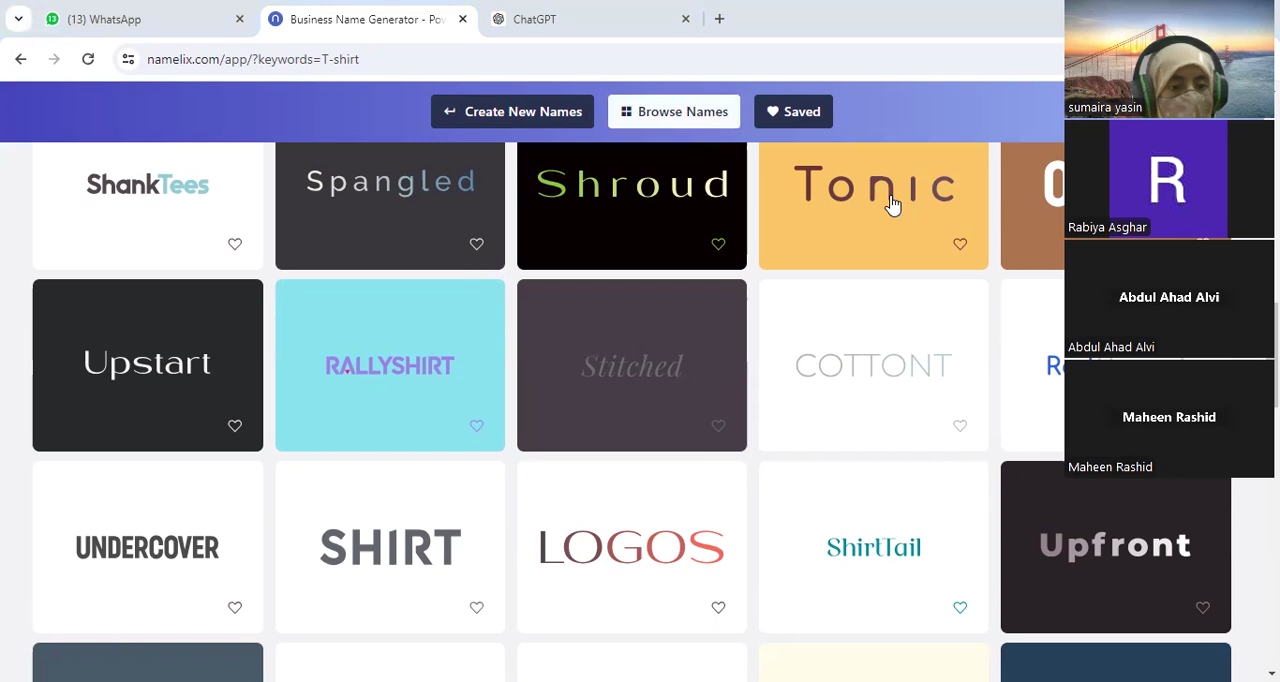 (13) WhatsApp
Business Name Generator - Pov
ChatGPT
namelix.com/app/?keywords=T-shirt
Create New Names
Browse Names
Saved
ShankTees
Spangled
Shroud
Tonic
Upstart
RALLYSHIRT
Stitched
COTTONT
UNDERCOVER
SHIRT
LOGOS
ShirtTail
Upfront
sumaira yasin
R
Rabiya Asghar
Abdul Ahad Alvi
Abdul Ahad Alvi
Maheen Rashid
Maheen Rashid